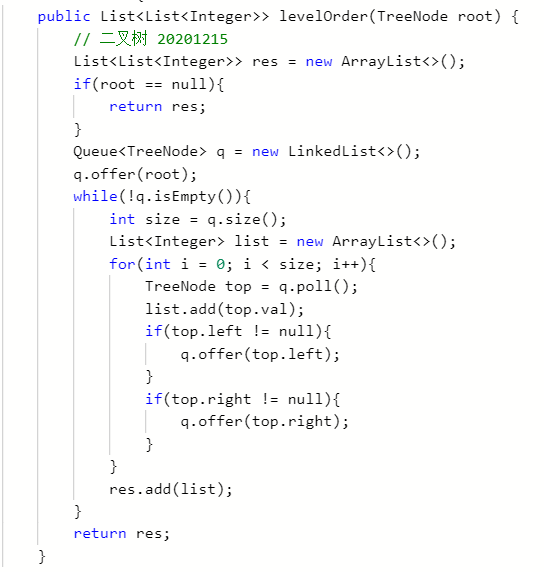 public List<List<Integer>> levelOrder(TreeNode root) {
// 二叉树 20201215
List<List<Integer>> res = new ArrayList<>();
if(root == null){
return res;
}
Queue<TreeNode> q = new LinkedList<>();
q.offer(root);
while(!q.isEmpty()){
int size = q.size();
List<Integer> list = new ArrayList<>();
for(int i = 0; i < size; i++){
TreeNode top = q.poll();
list.add(top.val);
if(top.left != null){
q.offer(top.left);
}
if(top.right != null){
q.offer(top.right);
}
}
res.add(list);
}
return res;
}